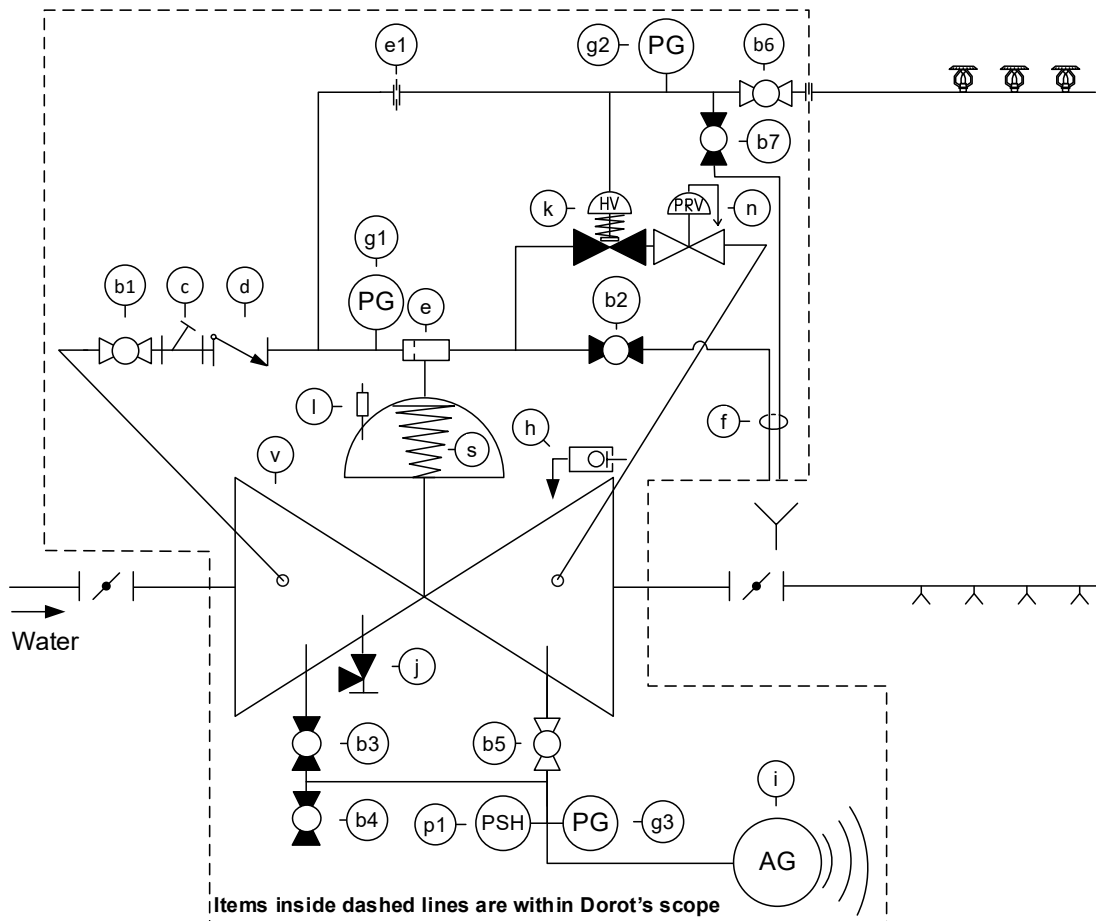 e1
g2
PG
b6
b7
k
HV
PRV
n
g1
b1
c
d
PG
e
b2
l
s
h
f
v
Water
j
b3
b5
i
b4
p1
PSH
PG
g3
AG
Items inside dashed lines are within Dorot's scope